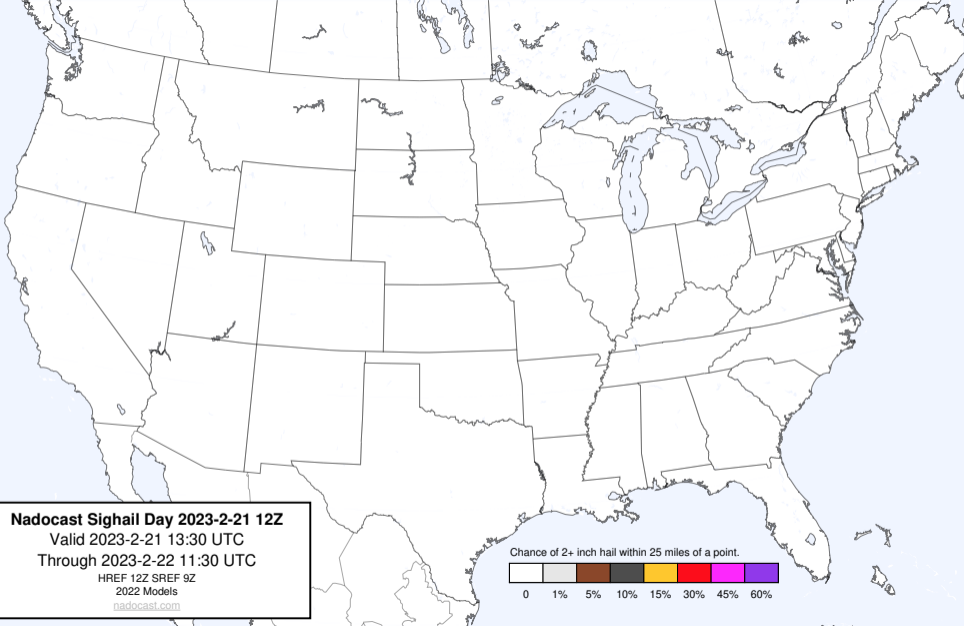 Nadocast Sighail Day 2023-2-21 12Z
Valid 2023-2-21 13:30 UTC
Through 2023-2-22 11:30 UTC
HREF 12Z SREF 9Z
2022 Models
nadocast.com
Chance of 2+ inch hail within 25 miles of a point.
0 1% 5% 10% 15% 30% 45% 60%